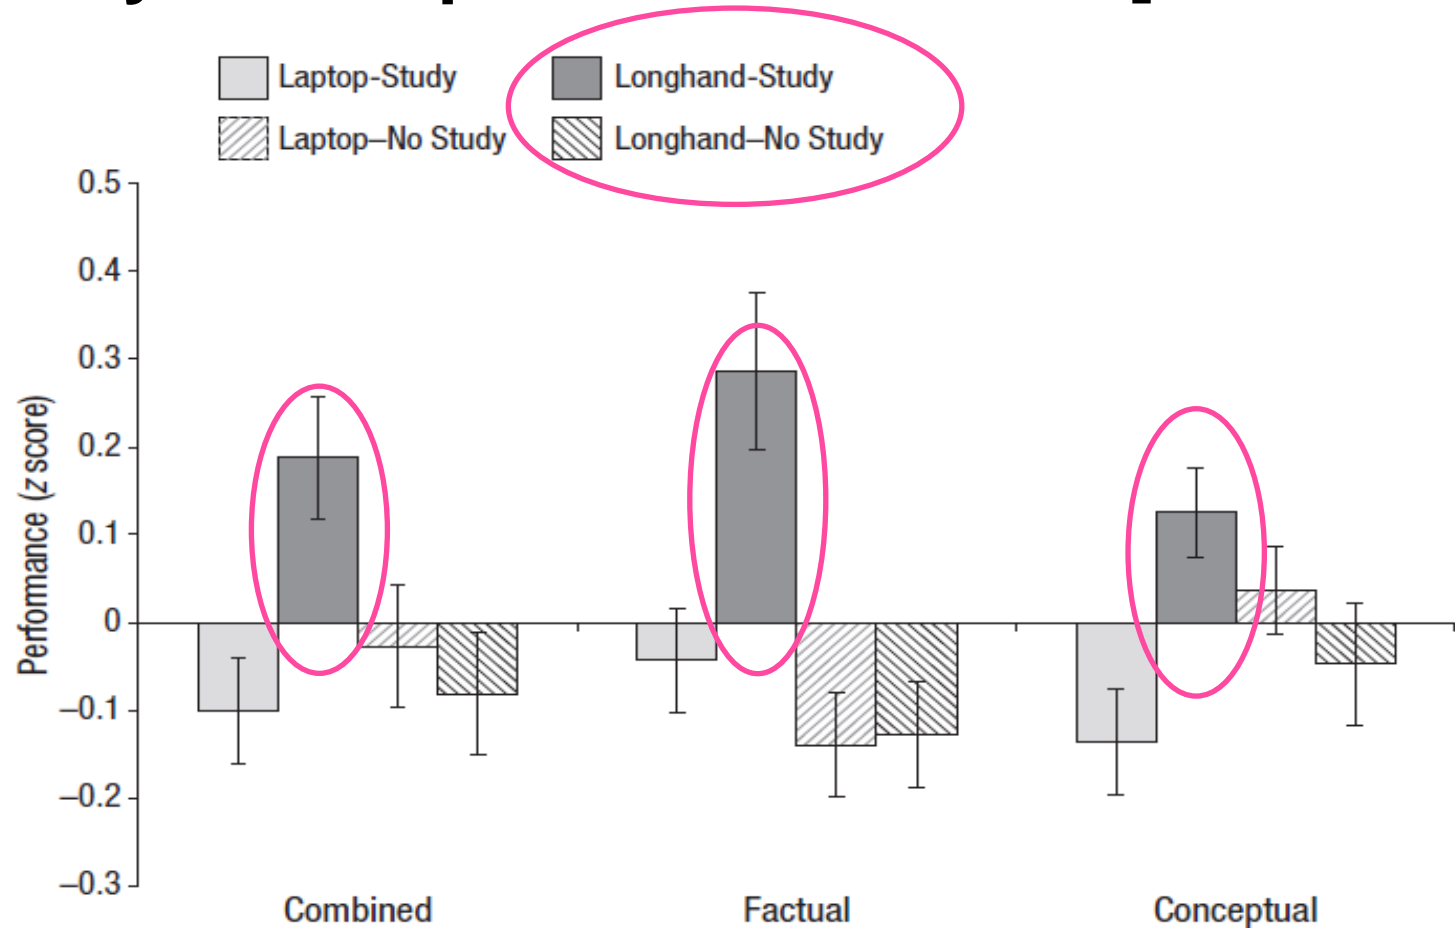 Laptop-Study Longhand-Study
Laptop–No Study Longhand–No Study
0.5
0.4
0.3
0.2
0.1
0
–0.1
–0.2
–0.3
Performance (z score)
Combined Factual Conceptual